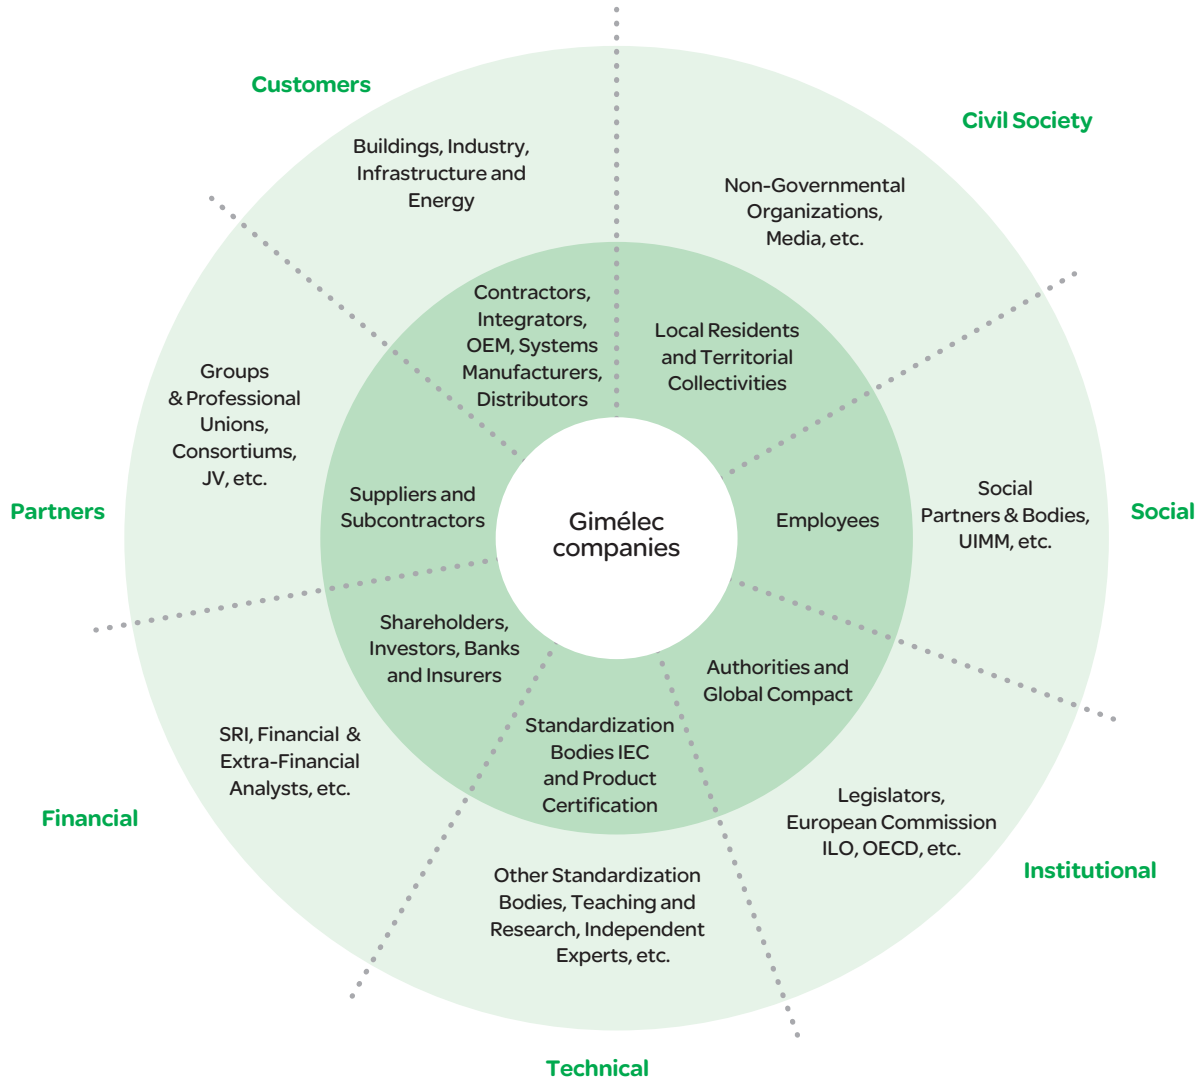 Customers
Buildings, Industry,
Infrastructure and
Energy
Civil Society
Non-Governmental
Organizations,
Media, etc.
Contractors,
Integrators,
OEM, Systems
Manufacturers,
Distributors
Local Residents
and Territorial
Collectivities
Groups
& Professional
Unions,
Consortiums,
JV, etc.
Partners
Suppliers and
Subcontractors
Gimélec
companies
Employees
Social
Partners & Bodies,
UIMM, etc.
Social
Shareholders,
Investors, Banks
and Insurers
Authorities and
Global Compact
SRI, Financial &
Extra-Financial
Analysts, etc.
Financial
Standardization
Bodies IEC
and Product
Certification
Legislators,
European Commission
ILO, OECD, etc.
Institutional
Other Standardization
Bodies, Teaching and
Research, Independent
Experts, etc.
Technical